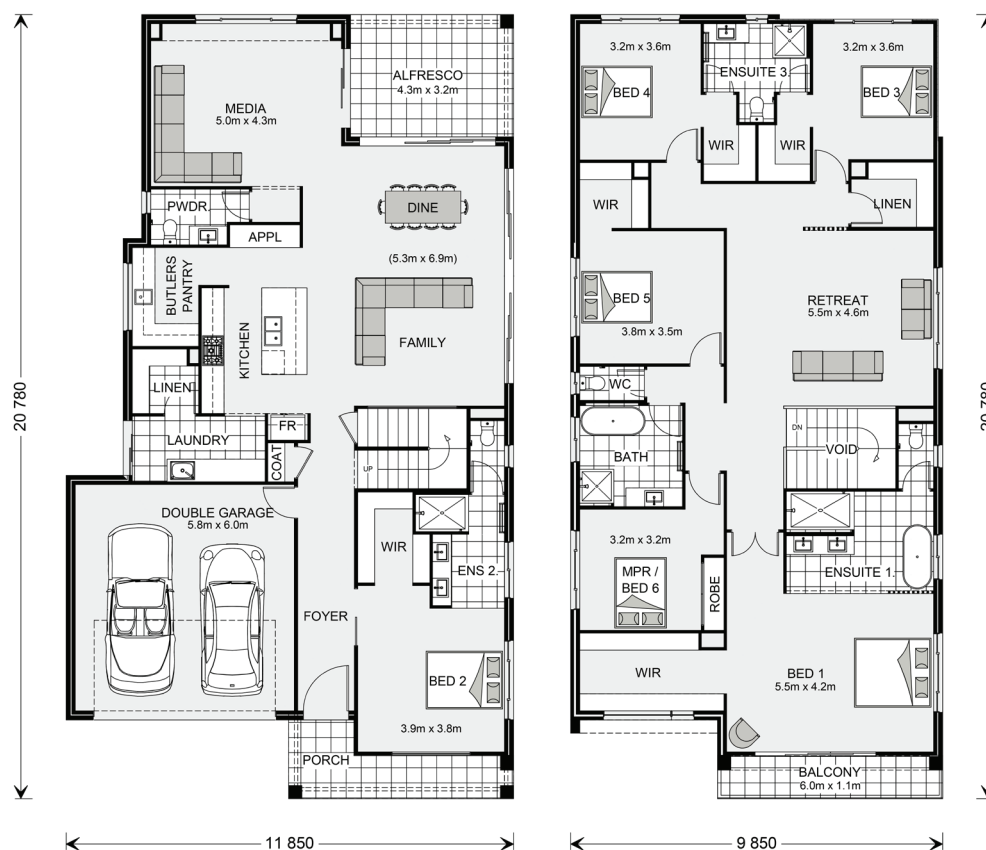 ALFRESCO
4.3m x 3.2m
MEDIA
5.0m x 4.3m
PWDR.
APPL
DINE
(5.3m x 6.9m)
BUTLERS
PANTRY
KITCHEN
FAMILY
LINEN
FR
LAUNDRY
COAT
UP
DOUBLE GARAGE
5.8m x 6.0m
WIR
ENS 2.
FOYER
BED 2
3.9m x 3.8m
PORCH
20 780
11 850
3.2m x 3.6m
BED 4
ENSUITE 3.
3.2m x 3.6m
BED 3
WIR
WIR
WIR
LINEN
BED 5
3.8m x 3.5m
RETREAT
5.5m x 4.6m
WC
BATH
DN
VOID
3.2m x 3.2m
MPR /
BED 6
ROBE
ENSUITE 1.
WIR
BED 1
5.5m x 4.2m
BALCONY
6.0m x 1.1m
9 850
20 780